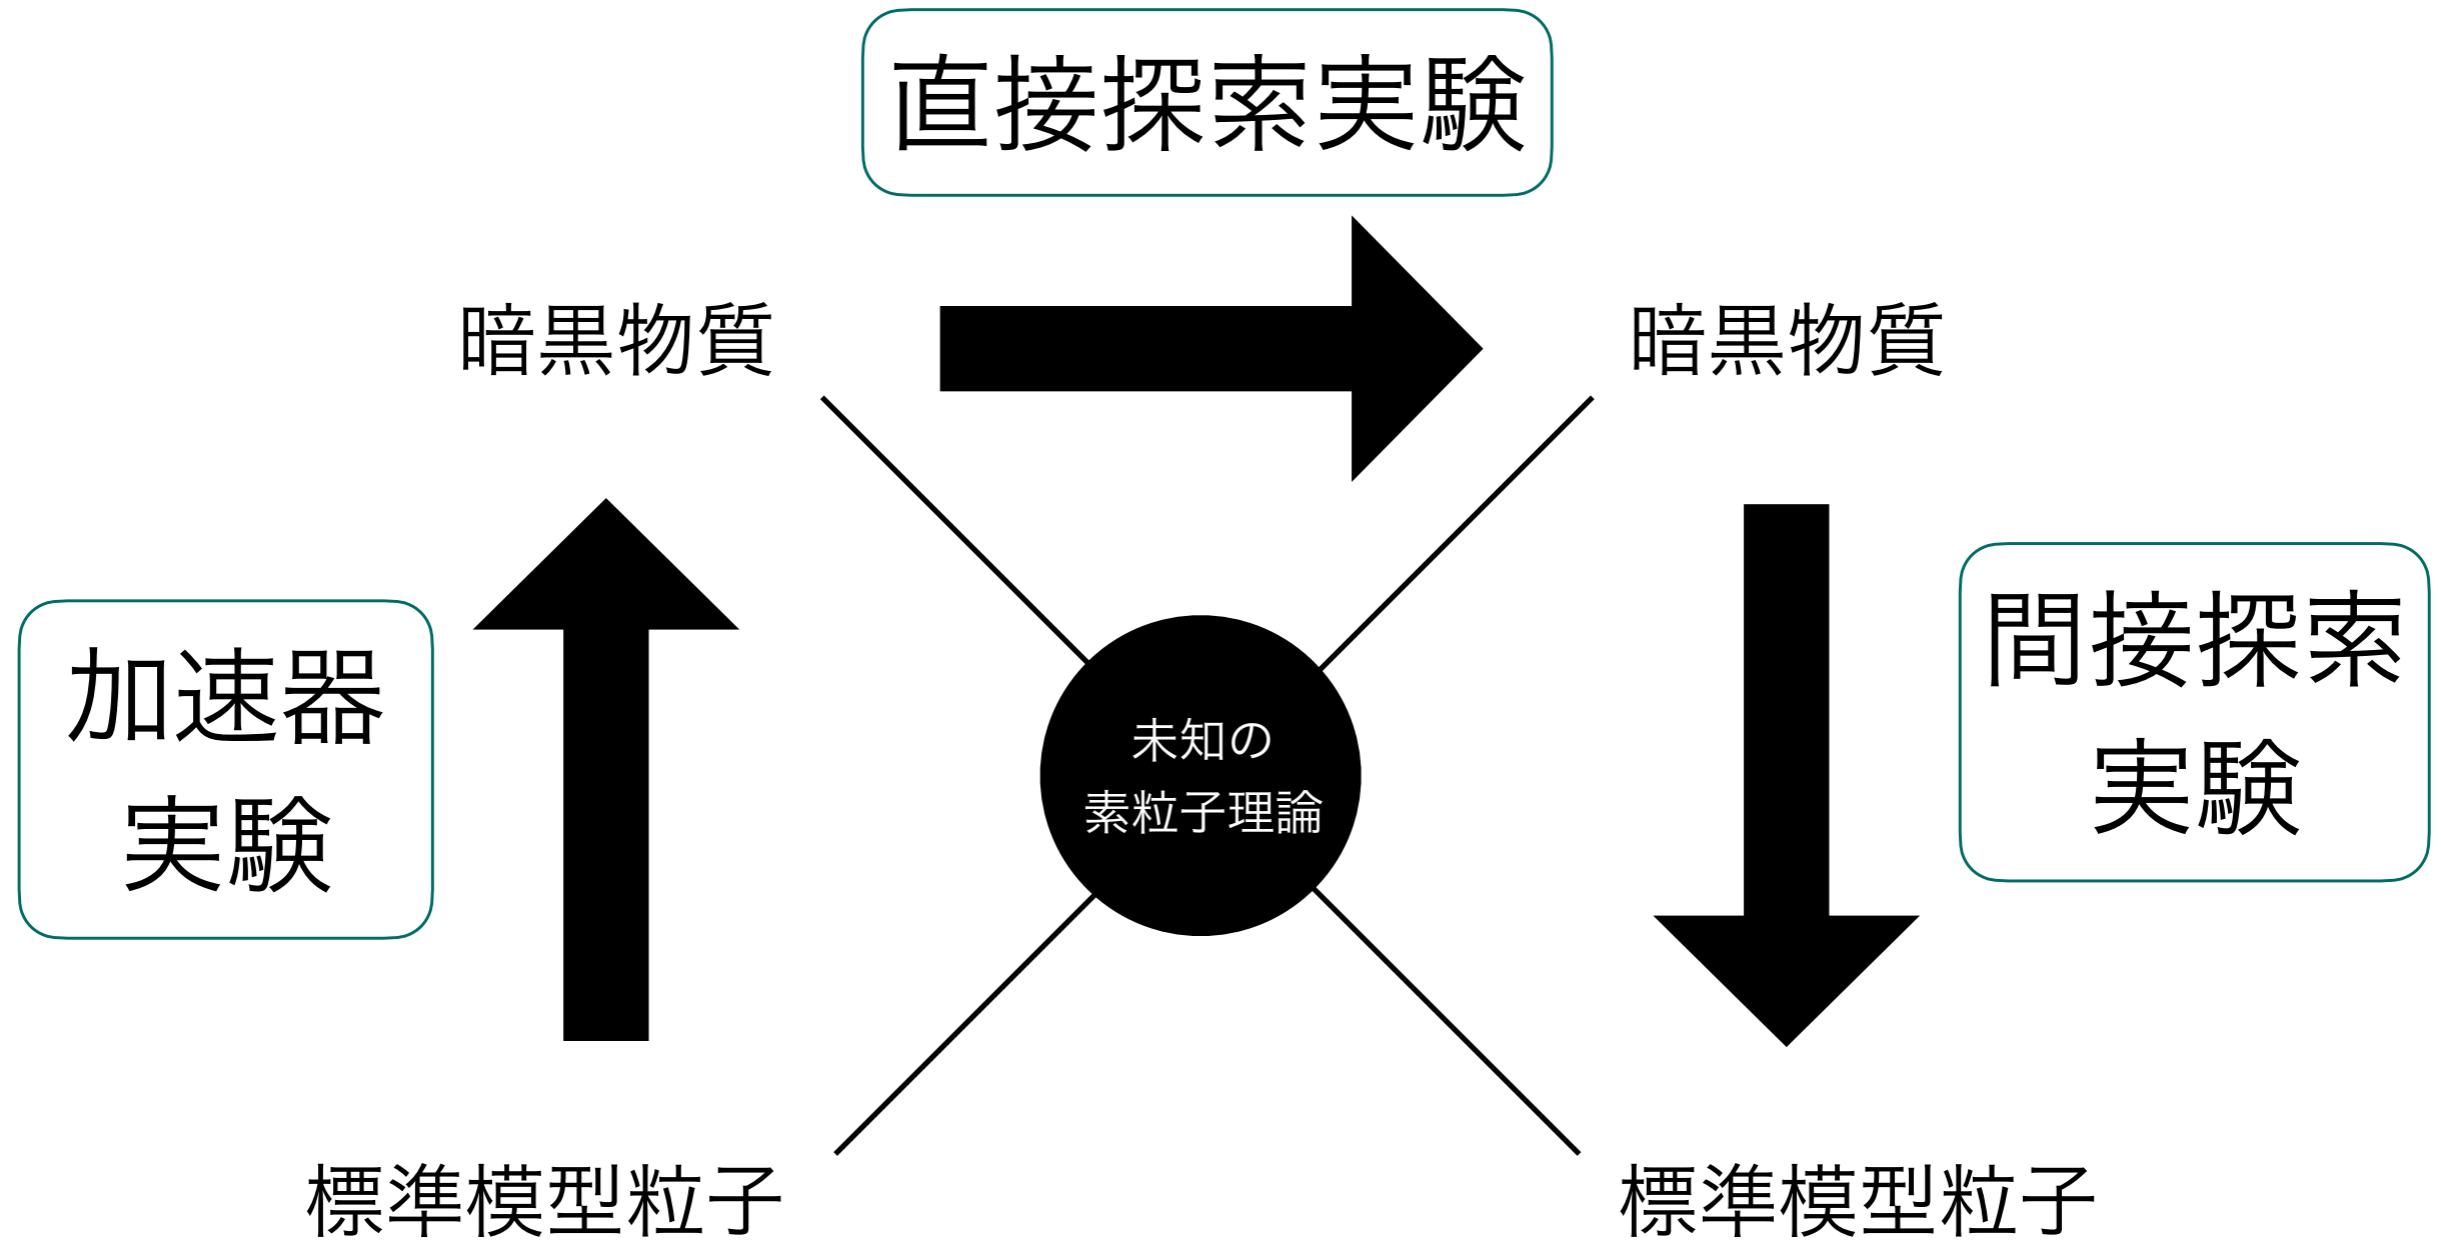 直接探索実験
暗黒物質
暗黒物質
加速器
実験
未知の
素粒子理論
間接探索
実験
標準模型粒子
標準模型粒子